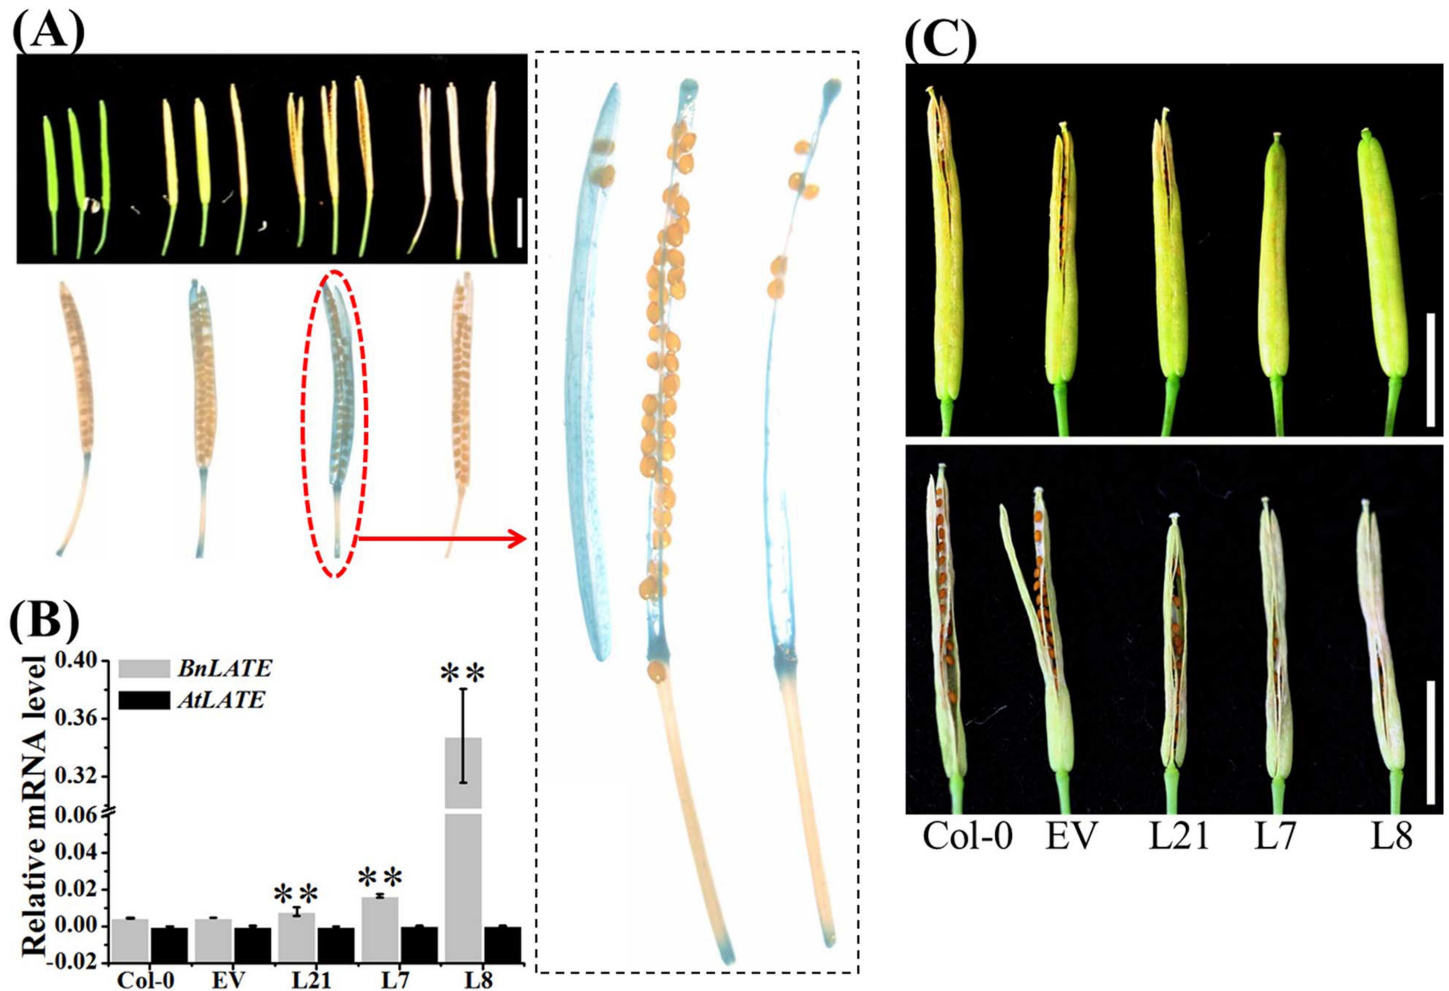 (A)
(B)
Relative mRNA level
0.40
0.36
0.32
0.06
0.04
0.02
0.00
-0.02
BnLATE
AtLATE
**
**
**
Col-0 EV L21 L7 L8
(C)
Col-0 EV L21 L7 L8